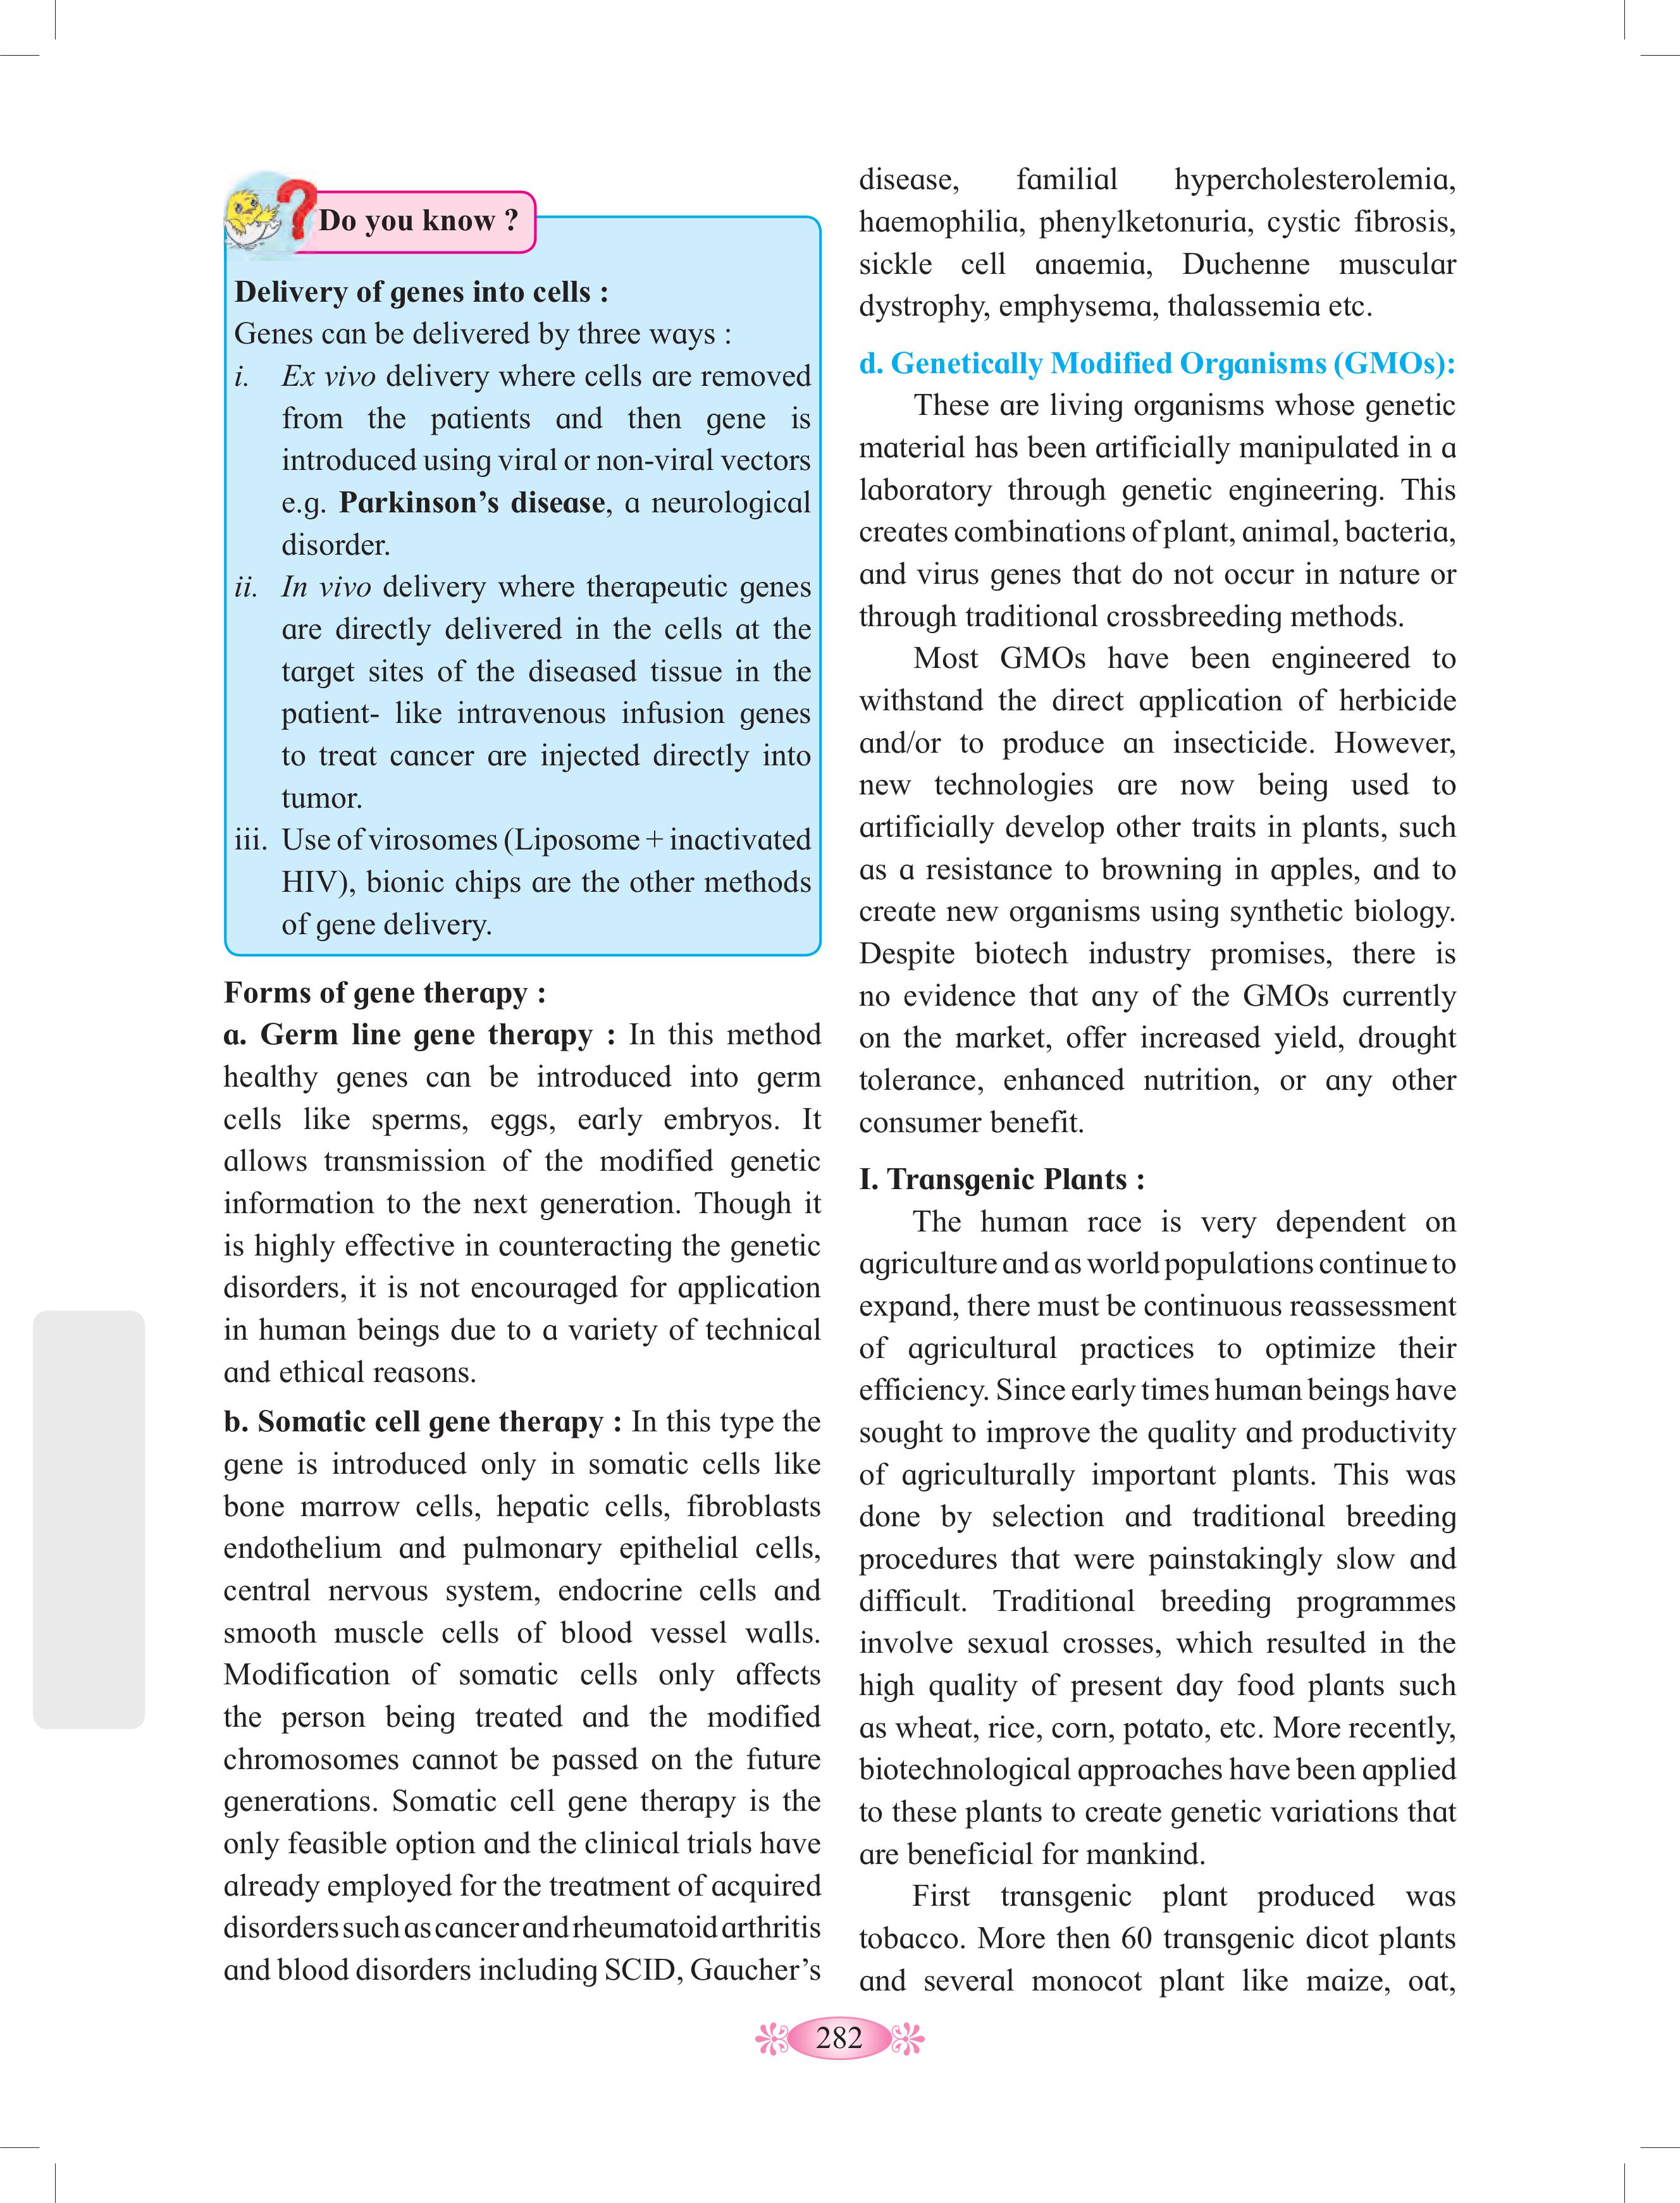 Do you know ?
Delivery of genes into cells :
Genes can be delivered by three ways :
i. Ex vivo delivery where cells are removed
from the patients and then gene is
introduced using viral or non-viral vectors
e.g. Parkinson's disease, a neurological
disorder.
ii. In vivo delivery where therapeutic genes
are directly delivered in the cells at the
target sites of the diseased tissue in the
patient- like intravenous infusion genes
to treat cancer are injected directly into
tumor.
iii. Use of virosomes (Liposome + inactivated
HIV), bionic chips are the other methods
of gene delivery.
Forms of gene therapy :
a. Germ line gene therapy : In this method
healthy genes can be introduced into germ
cells like sperms, eggs, early embryos. It
allows transmission of the modified genetic
information to the next generation. Though it
is highly effective in counteracting the genetic
disorders, it is not encouraged for application
in human beings due to a variety of technical
and ethical reasons.
b. Somatic cell gene therapy : In this type the
gene is introduced only in somatic cells like
bone marrow cells, hepatic cells, fibroblasts
endothelium and pulmonary epithelial cells,
central nervous system, endocrine cells and
smooth muscle cells of blood vessel walls.
Modification of somatic cells only affects
the person being treated and the modified
chromosomes cannot be passed on the future
generations. Somatic cell gene therapy is the
only feasible option and the clinical trials have
already employed for the treatment of acquired
disorders such as cancer and rheumatoid arthritis
and blood disorders including SCID, Gaucher's
disease, familial hypercholesterolemia,
haemophilia, phenylketonuria, cystic fibrosis,
sickle cell anaemia, Duchenne muscular
dystrophy, emphysema, thalassemia etc.
d. Genetically Modified Organisms (GMOs):
These are living organisms whose genetic
material has been artificially manipulated in a
laboratory through genetic engineering. This
creates combinations of plant, animal, bacteria,
and virus genes that do not occur in nature or
through traditional crossbreeding methods.
Most GMOs have been engineered to
withstand the direct application of herbicide
and/or to produce an insecticide. However,
new technologies are now being used to
artificially develop other traits in plants, such
as a resistance to browning in apples, and to
create new organisms using synthetic biology.
Despite biotech industry promises, there is
no evidence that any of the GMOs currently
on the market, offer increased yield, drought
tolerance, enhanced nutrition, or any other
consumer benefit.
I. Transgenic Plants :
The human race is very dependent on
agriculture and as world populations continue to
expand, there must be continuous reassessment
of agricultural practices to optimize their
efficiency. Since early times human beings have
sought to improve the quality and productivity
of agriculturally important plants. This was
done by selection and traditional breeding
procedures that were painstakingly slow and
difficult. Traditional breeding programmes
involve sexual crosses, which resulted in the
high quality of present day food plants such
as wheat, rice, corn, potato, etc. More recently,
biotechnological approaches have been applied
to these plants to create genetic variations that
are beneficial for mankind.
First transgenic plant produced was
tobacco. More then 60 transgenic dicot plants
and several monocot plant like maize, oat,
282